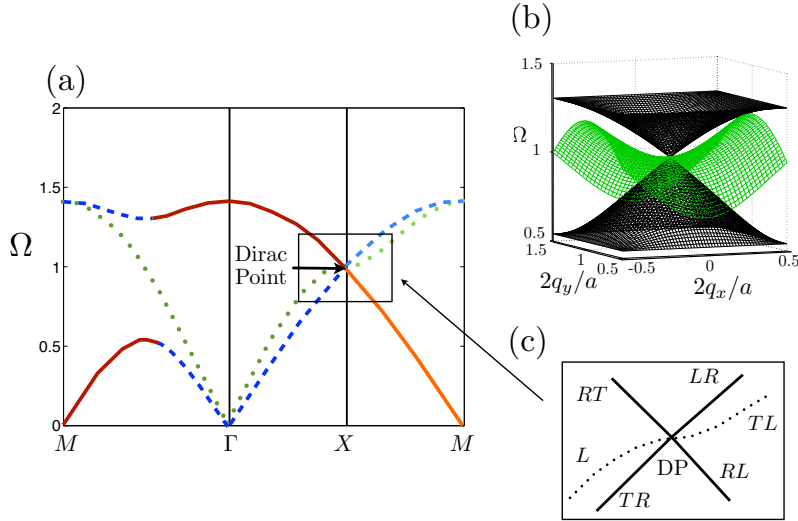 (a)
2
1.5
1
0.5
0
Ω
Dirac
Point
M
Γ
X
M
(b)
1.5
Ω
1
0.5
1.5
1
0.5
2q_y/a
-0.5
0
0.5
2q_x/a
(c)
RT
LR
L
TL
DP
TR
RL